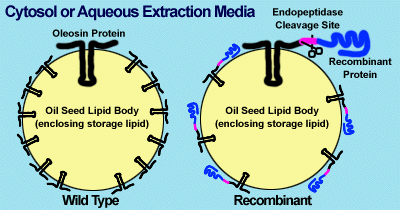 Cytosol or Aqueous Extraction Media
Oleosin Protein
Endopeptidase
Cleavage Site
Recombinant
Protein
Oil Seed Lipid Body
(enclosing storage lipid)
Oil Seed Lipid Body
(enclosing storage lipid)
Wild Type
Recombinant